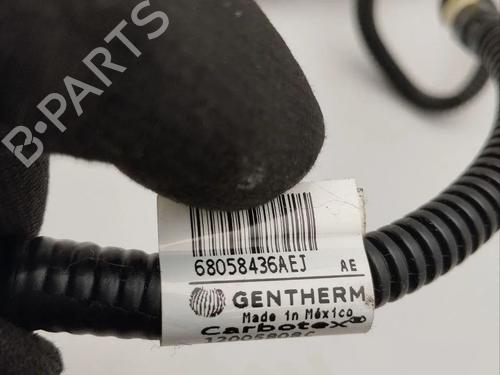 B-PARTS
68058436AEJ AE
GENTHERM
Made in México
Carbotex®